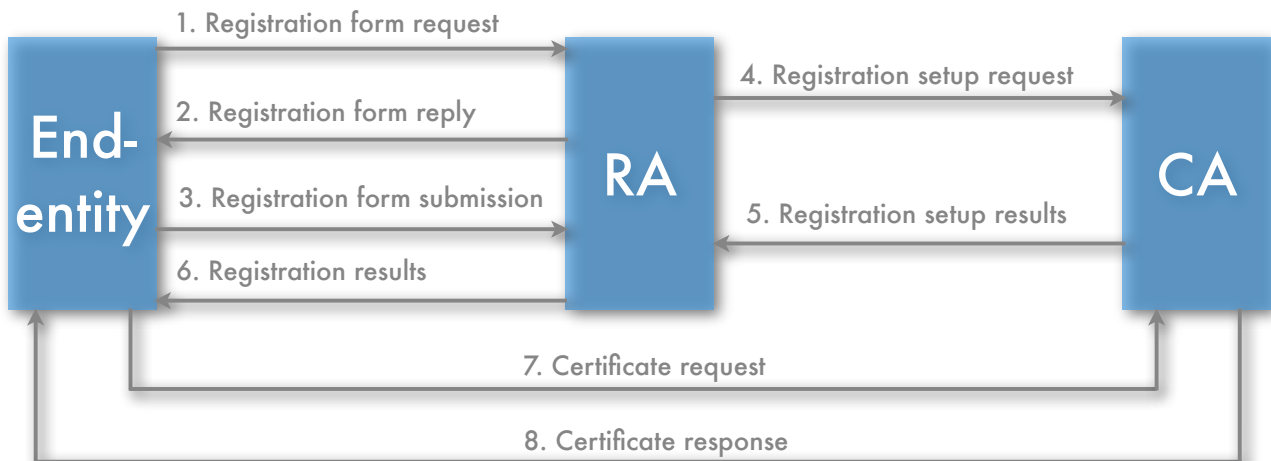 1. Registration form request
4. Registration setup request
2. Registration form reply
End-
entity
RA
CA
3. Registration form submission
5. Registration setup results
6. Registration results
7. Certificate request
8. Certificate response